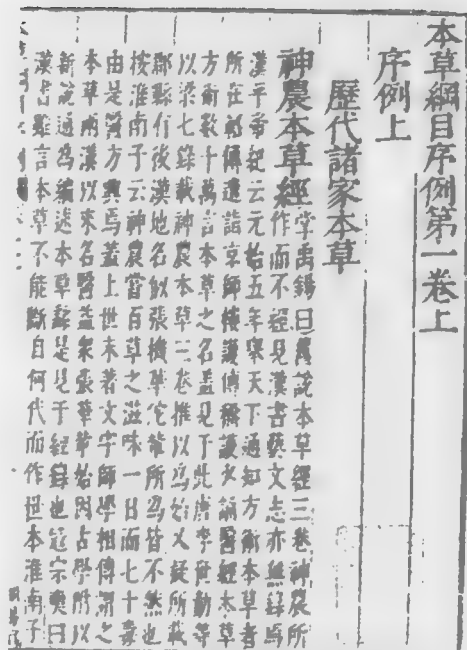 本草綱目序例第一卷上
序例上
歷代諸家本草
神農本草經掌禹錫曰舊說本草經三卷神農所
作而不經見漢書藝文志亦無錄焉
漢平帝紀云元始五年舉天下通知方術本草者
所在軺傳遣詣京師樓護傳稱護少誦醫經本草
方術數十萬言本草之名蓋見于此唐李世勣等
以梁七錄載神農本草三卷推以為始又疑所載
郡縣有後漢地名似張機華佗輩所為皆不然也
按淮南子云神農嘗百草之滋味一日而七十毒
由是醫方興焉蓋上世未著文字師學相傳謂之
本草兩漢以來名醫益眾張華輩始因古學附以
新說通為編述本草繇是見于經錄也寇宗奭曰
漢書雖言本草不能斷自何代而作世本淮南子